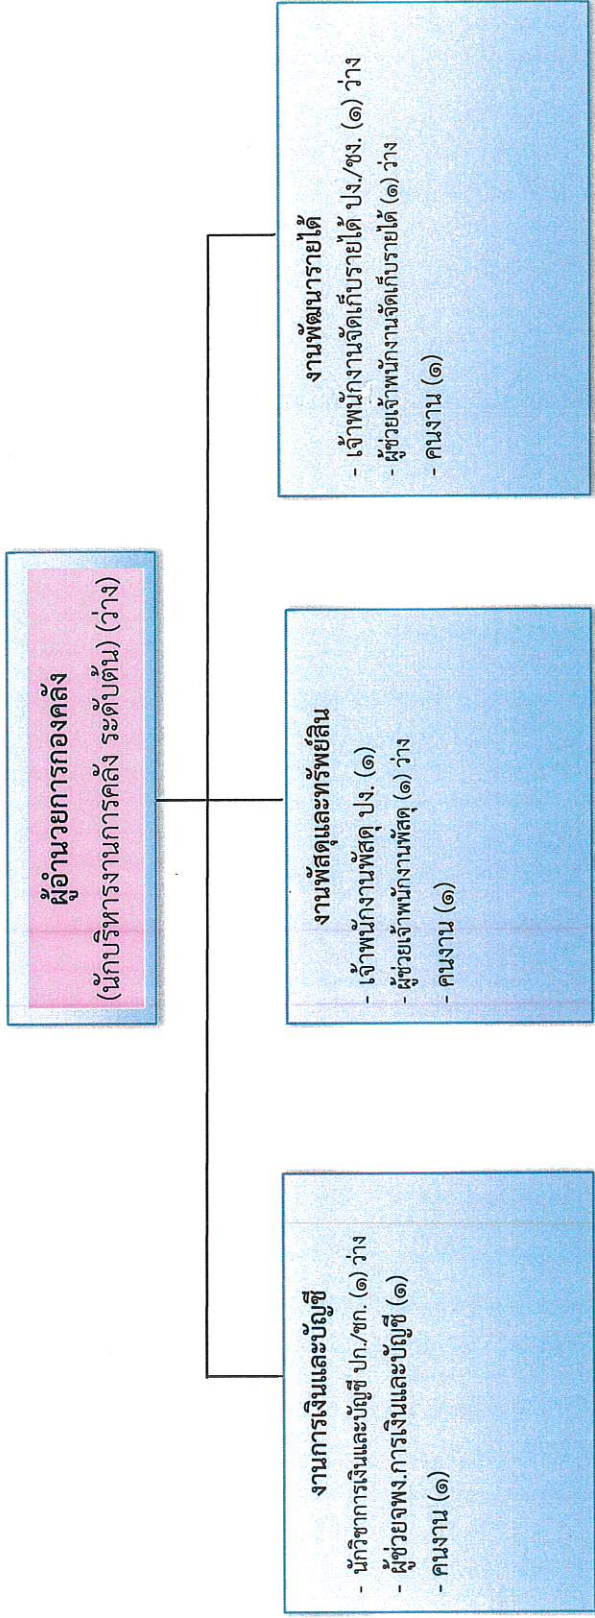 ผู้อำนวยการกองคลัง
(นักบริหารงานการคลัง ระดับต้น) (ว่าง)
งานการเงินและบัญชี
- นักวิชาการเงินและบัญชี ปก./ชก. (๑) ว่าง
- ผู้ช่วยจพง.การเงินและบัญชี (๑)
- คนงาน (๑)
งานพัสดุและทรัพย์สิน
- เจ้าพนักงานพัสดุ ปง. (๑)
- ผู้ช่วยเจ้าพนักงานพัสดุ (๑) ว่าง
- คนงาน (๑)
งานพัฒนารายได้
- เจ้าพนักงานจัดเก็บรายได้ ปง./ชง. (๑) ว่าง
- ผู้ช่วยเจ้าพนักงานจัดเก็บรายได้ (๑) ว่าง
- คนงาน (๑)